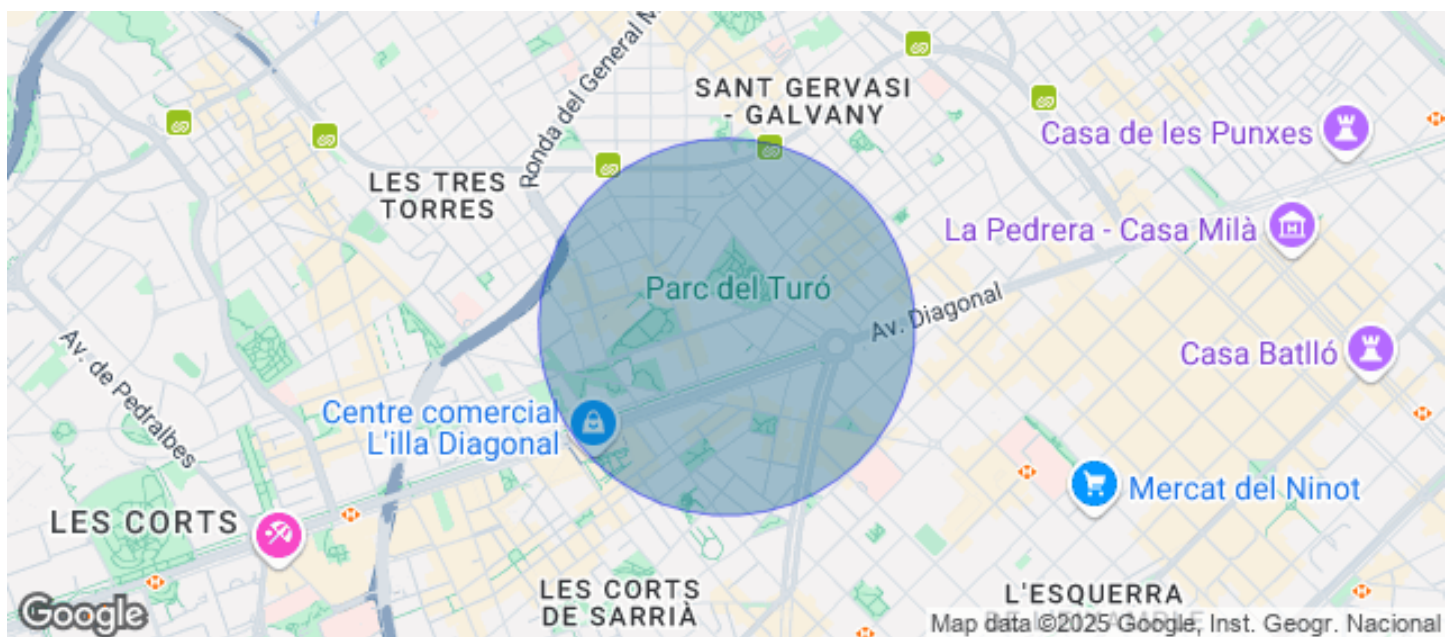 SANT GERVASI
- GALVANY
Ronda del General M
Casa de les Punxes
LES TRES
TORRES
La Pedrera - Casa Milà
Parc del Turó
Av. Diagonal
Casa Batlló
Av. de Pedralbes
Centre comercial
L'illa Diagonal
Mercat del Ninot
LES CORTS
LES CORTS
DE SARRIÀ
L'ESQUERRA
Google
Map data ©2025 Google, Inst. Geogr. Nacional